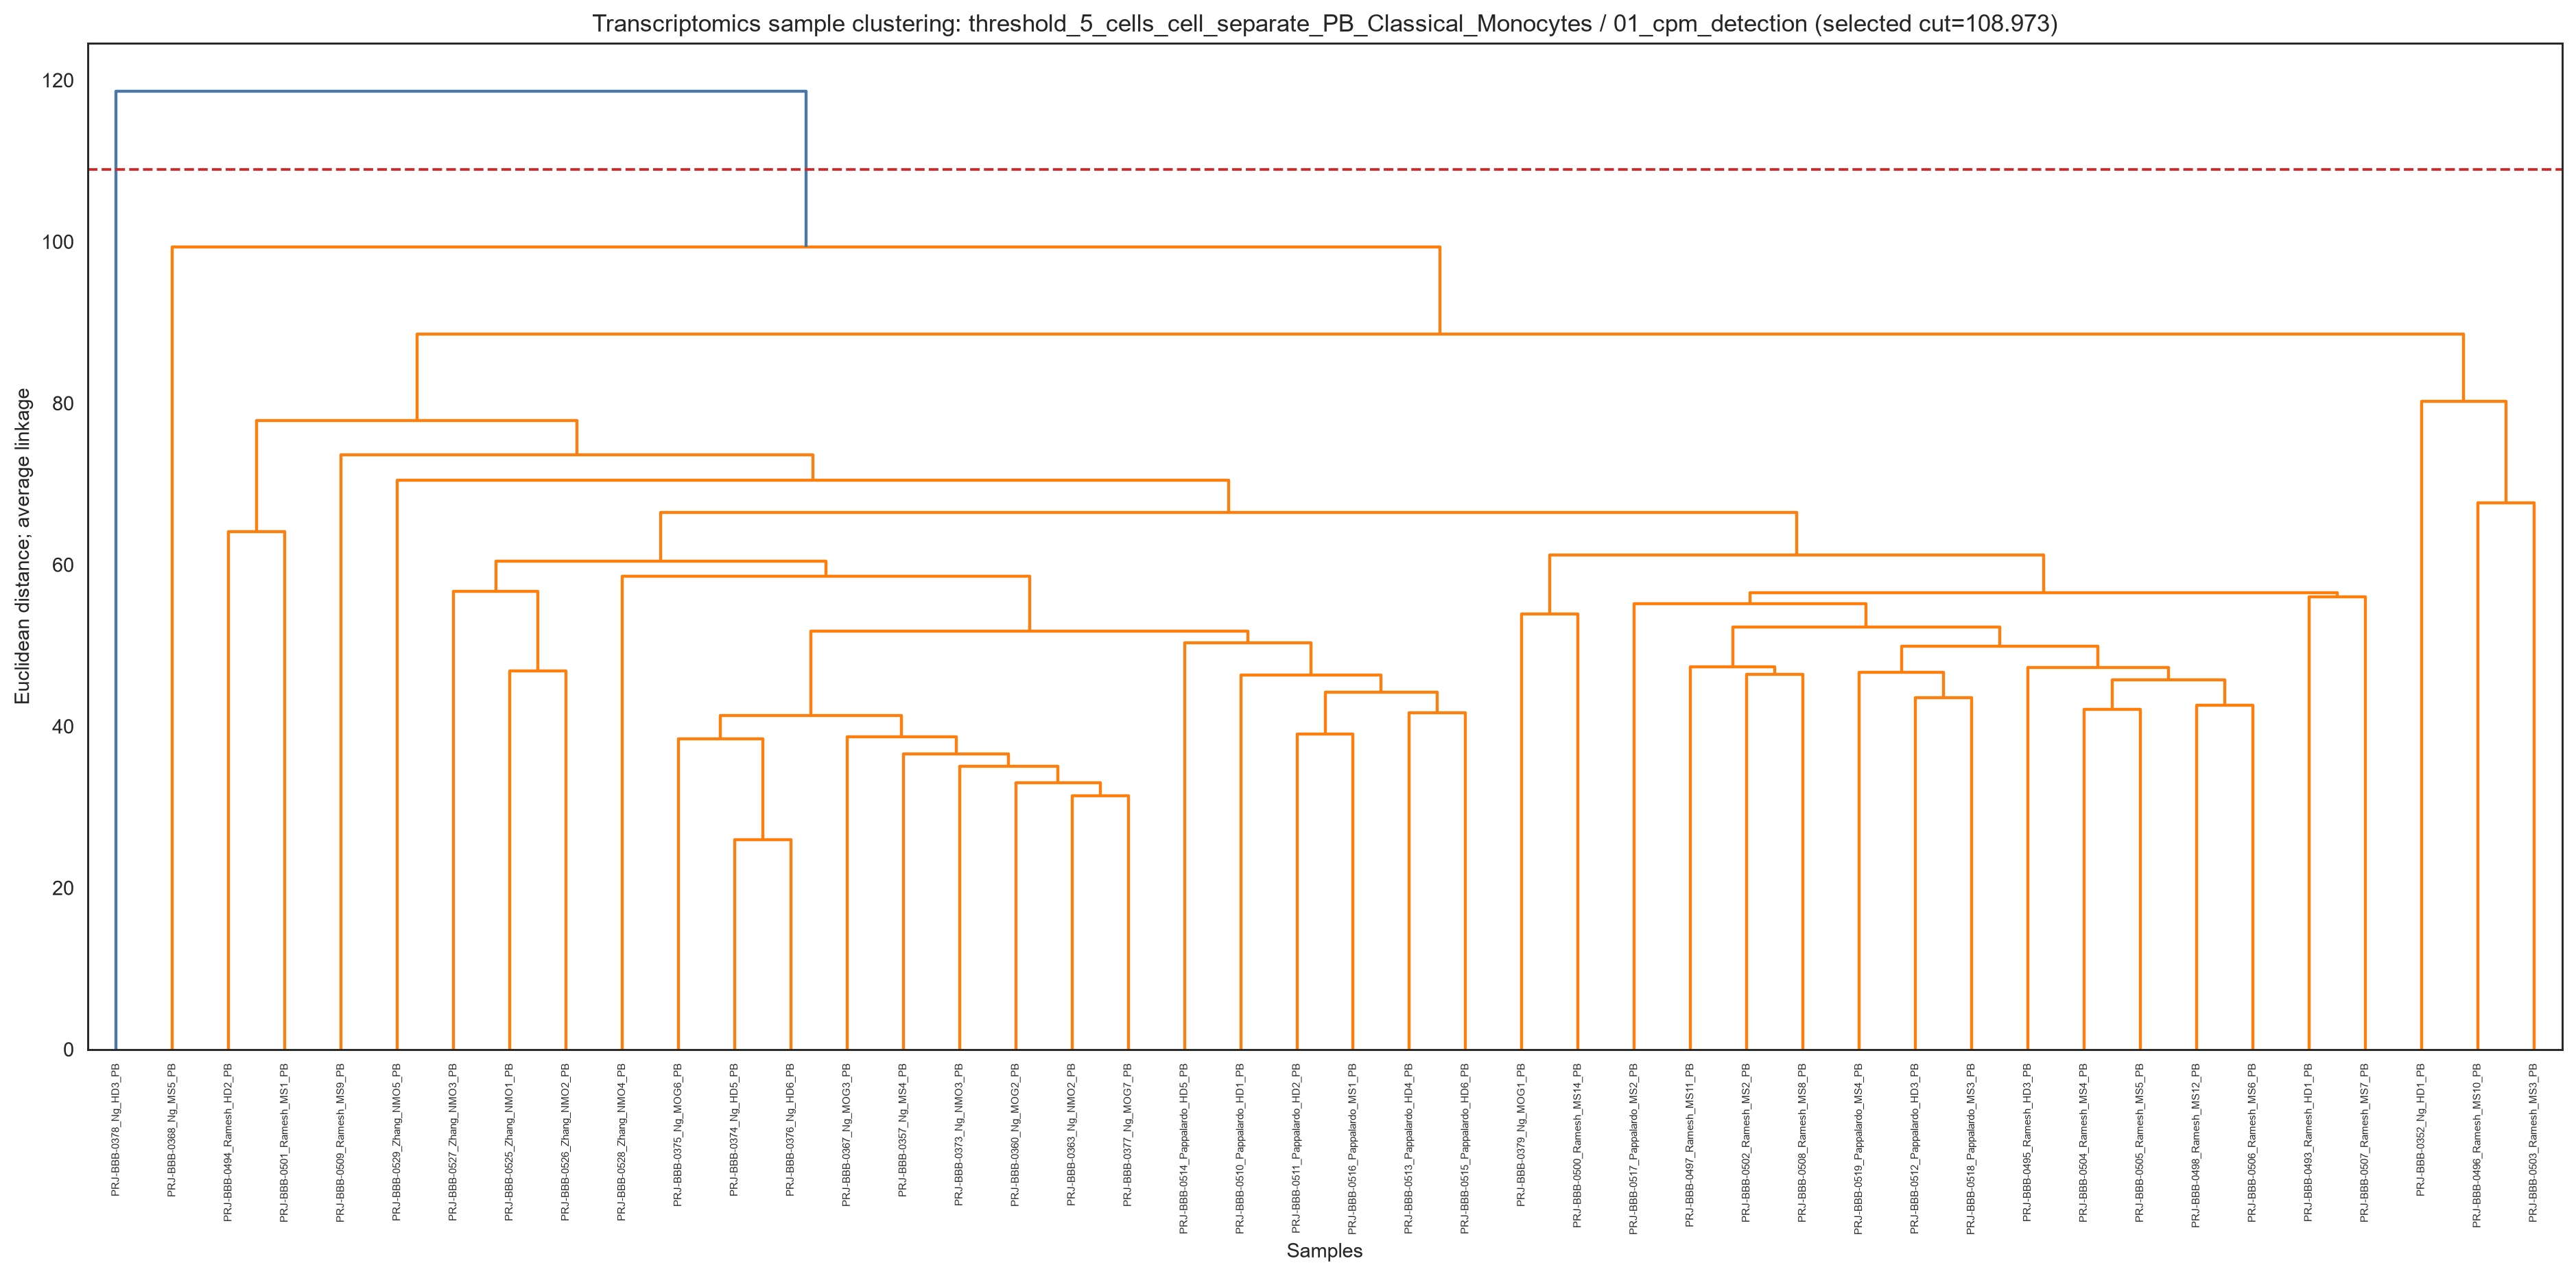 Transcriptomics sample clustering: threshold_5_cells_cell_separate_PB_Classical_Monocytes / 01_cpm_detection (selected cut=108.973)
Euclidean distance; average linkage
120
100
80
60
40
20
0
PRJ-BBB-0378_Ng_HD3_PB
PRJ-BBB-0368_Ng_MS5_PB
PRJ-BBB-0494_Ramesh_HD2_PB
PRJ-BBB-0501_Ramesh_MS1_PB
PRJ-BBB-0509_Ramesh_MS9_PB
PRJ-BBB-0529_Zhang_NMO5_PB
PRJ-BBB-0527_Zhang_NMO3_PB
PRJ-BBB-0525_Zhang_NMO1_PB
PRJ-BBB-0526_Zhang_NMO2_PB
PRJ-BBB-0528_Zhang_NMO4_PB
PRJ-BBB-0375_Ng_MOG6_PB
PRJ-BBB-0374_Ng_HD5_PB
PRJ-BBB-0376_Ng_HD6_PB
PRJ-BBB-0367_Ng_MOG3_PB
PRJ-BBB-0357_Ng_MS4_PB
PRJ-BBB-0373_Ng_NMO3_PB
PRJ-BBB-0360_Ng_MOG2_PB
PRJ-BBB-0363_Ng_NMO2_PB
PRJ-BBB-0377_Ng_MOG7_PB
PRJ-BBB-0514_Pappalardo_HD5_PB
PRJ-BBB-0510_Pappalardo_HD1_PB
PRJ-BBB-0511_Pappalardo_HD2_PB
PRJ-BBB-0516_Pappalardo_MS1_PB
PRJ-BBB-0513_Pappalardo_HD4_PB
PRJ-BBB-0515_Pappalardo_HD6_PB
PRJ-BBB-0379_Ng_MOG1_PB
PRJ-BBB-0500_Ramesh_MS14_PB
PRJ-BBB-0517_Pappalardo_MS2_PB
PRJ-BBB-0497_Ramesh_MS11_PB
PRJ-BBB-0502_Ramesh_MS2_PB
PRJ-BBB-0508_Ramesh_MS8_PB
PRJ-BBB-0519_Pappalardo_MS4_PB
PRJ-BBB-0512_Pappalardo_HD3_PB
PRJ-BBB-0518_Pappalardo_MS3_PB
PRJ-BBB-0495_Ramesh_HD3_PB
PRJ-BBB-0504_Ramesh_MS4_PB
PRJ-BBB-0505_Ramesh_MS5_PB
PRJ-BBB-0498_Ramesh_MS12_PB
PRJ-BBB-0506_Ramesh_MS6_PB
PRJ-BBB-0493_Ramesh_HD1_PB
PRJ-BBB-0507_Ramesh_MS7_PB
PRJ-BBB-0352_Ng_HD1_PB
PRJ-BBB-0496_Ramesh_MS10_PB
PRJ-BBB-0503_Ramesh_MS3_PB
Samples